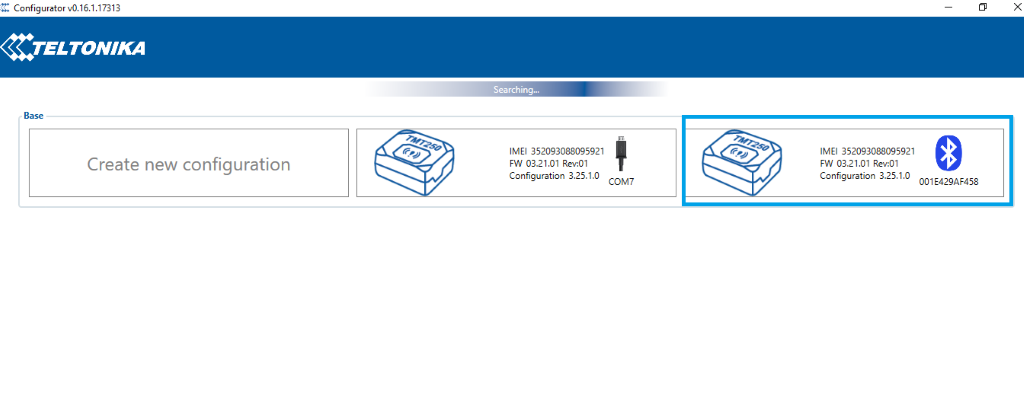 Configurator v0.16.1.17313
TELTONIKA
Searching...
Base
Create new configuration
TMT250
IMEI 352093088095921
FW 03.21.01 Rev:01
Configuration 3.25.1.0
COM7
TMT250
IMEI 352093088095921
FW 03.21.01 Rev:01
Configuration 3.25.1.0
001E429AF458